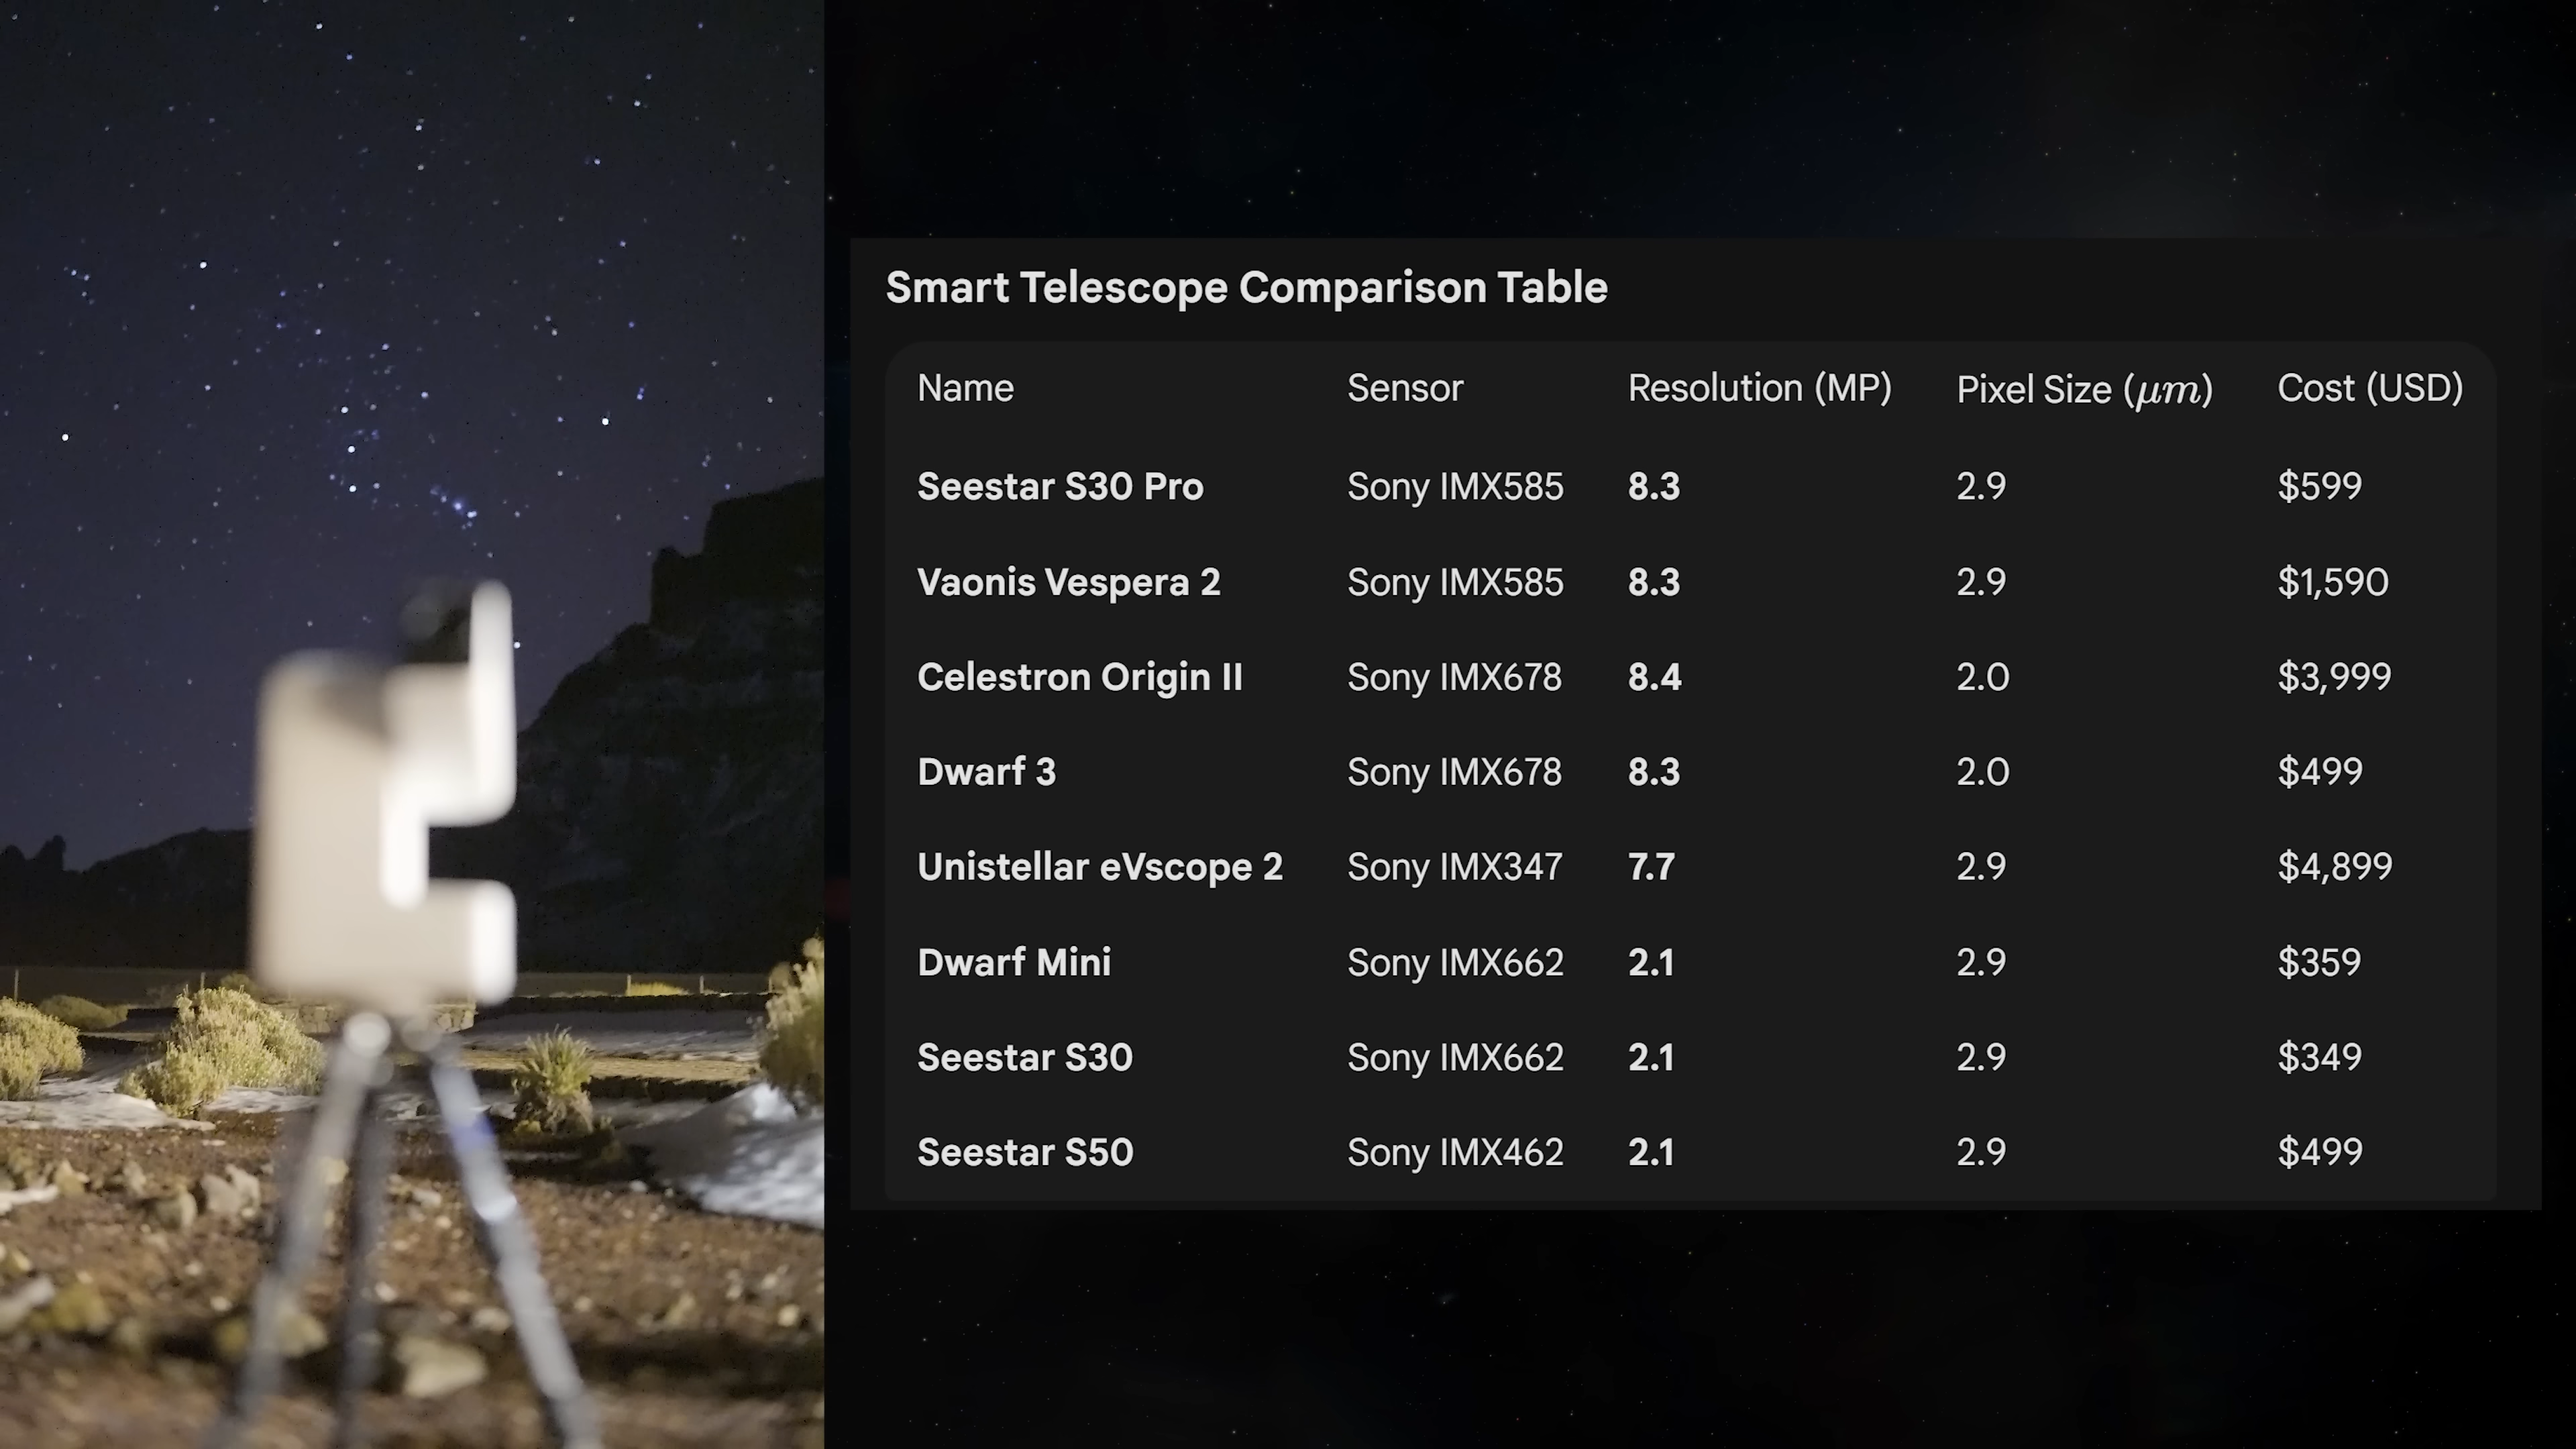 Smart Telescope Comparison Table
Name Sensor Resolution (MP) Pixel Size (μm) Cost (USD)
Seestar S30 Pro Sony IMX585 8.3 2.9 $599
Vaonis Vespera 2 Sony IMX585 8.3 2.9 $1,590
Celestron Origin II Sony IMX678 8.4 2.0 $3,999
Dwarf 3 Sony IMX678 8.3 2.0 $499
Unistellar eVscope 2 Sony IMX347 7.7 2.9 $4,899
Dwarf Mini Sony IMX662 2.1 2.9 $359
Seestar S30 Sony IMX662 2.1 2.9 $349
Seestar S50 Sony IMX462 2.1 2.9 $499